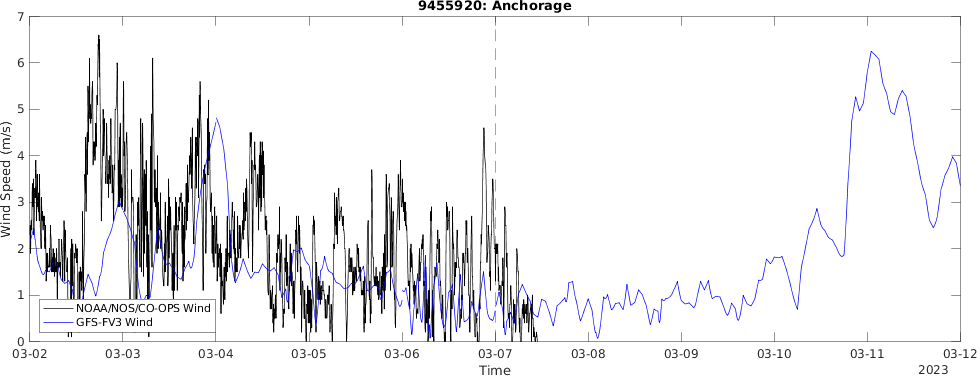 9455920: Anchorage
7
6
5
4
3
2
1
0
Wind Speed (m/s)
NOAA/NOS/CO-OPS Wind
GFS-FV3 Wind
03-02 03-03 03-04 03-05 03-06 03-07 03-08 03-09 03-10 03-11 03-12
Time
2023